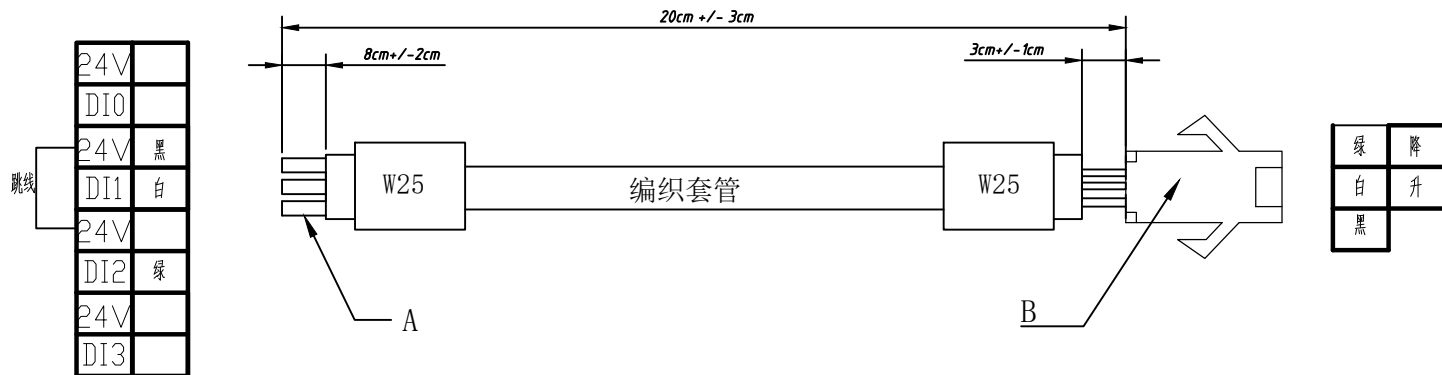 20cm +/- 3cm
8cm+/-2cm
3cm+/-1cm
24V
DI0
24V 黑
DI1 白
24V
DI2 绿
24V
DI3
跳线
W25
编织套管
W25
A
B
绿 降
白 升
黑